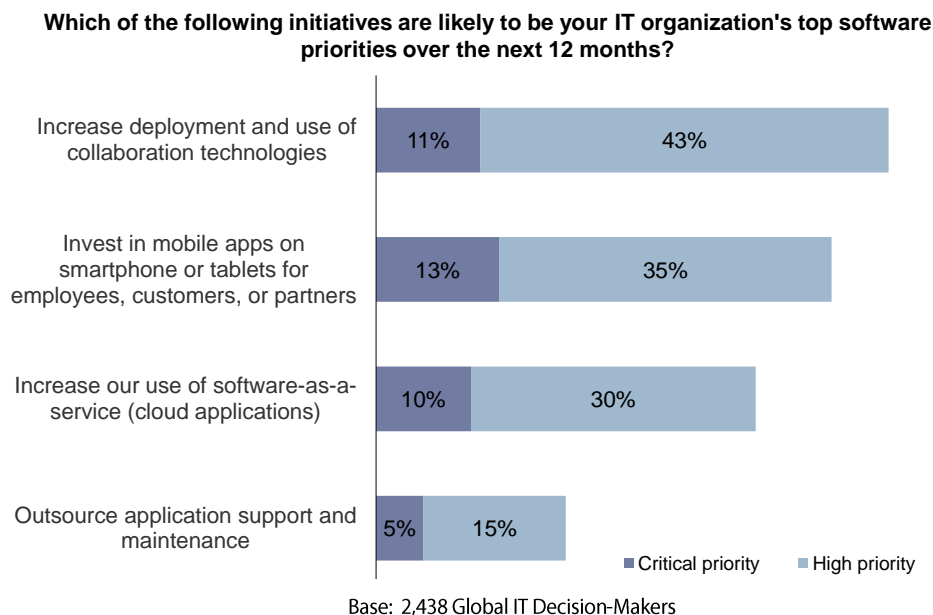 Which of the following initiatives are likely to be your IT organization's top software
priorities over the next 12 months?
Increase deployment and use of
collaboration technologies
11%
43%
Invest in mobile apps on
smartphone or tablets for
employees, customers, or partners
13%
35%
Increase our use of software-as-a-
service (cloud applications)
10%
30%
Outsource application support and
maintenance
5%
15%
Critical priority
High priority
Base: 2,438 Global IT Decision-Makers